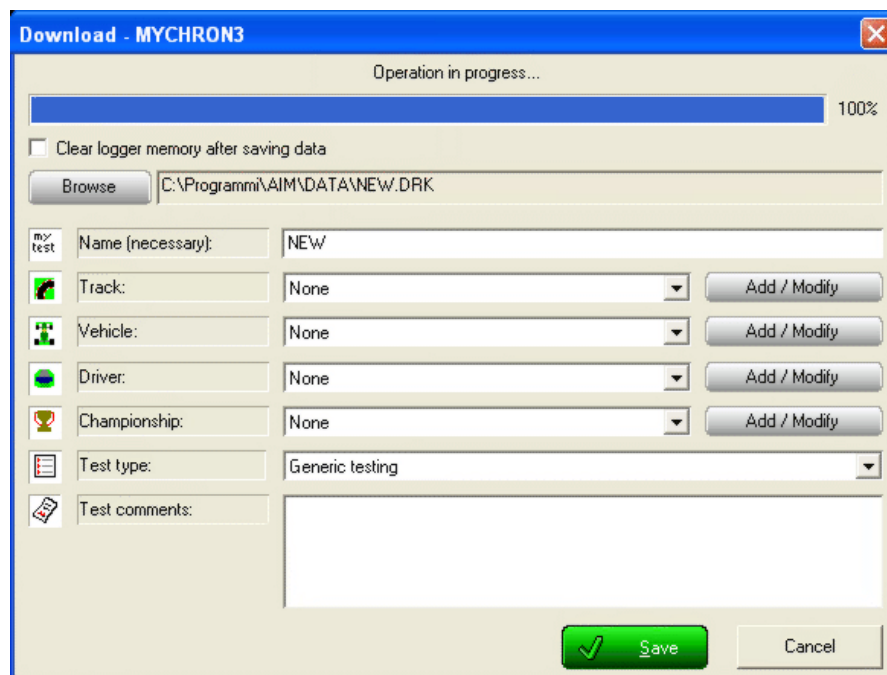 Download - MYCHRON3
Operation in progress...
100%
Clear logger memory after saving data
Browse C:\Programmi\AIM\DATA\NEW.DRK
my test Name (necessary): NEW
Track: None Add / Modify
Vehicle: None Add / Modify
Driver: None Add / Modify
Championship: None Add / Modify
Test type: Generic testing
Test comments:
Save Cancel